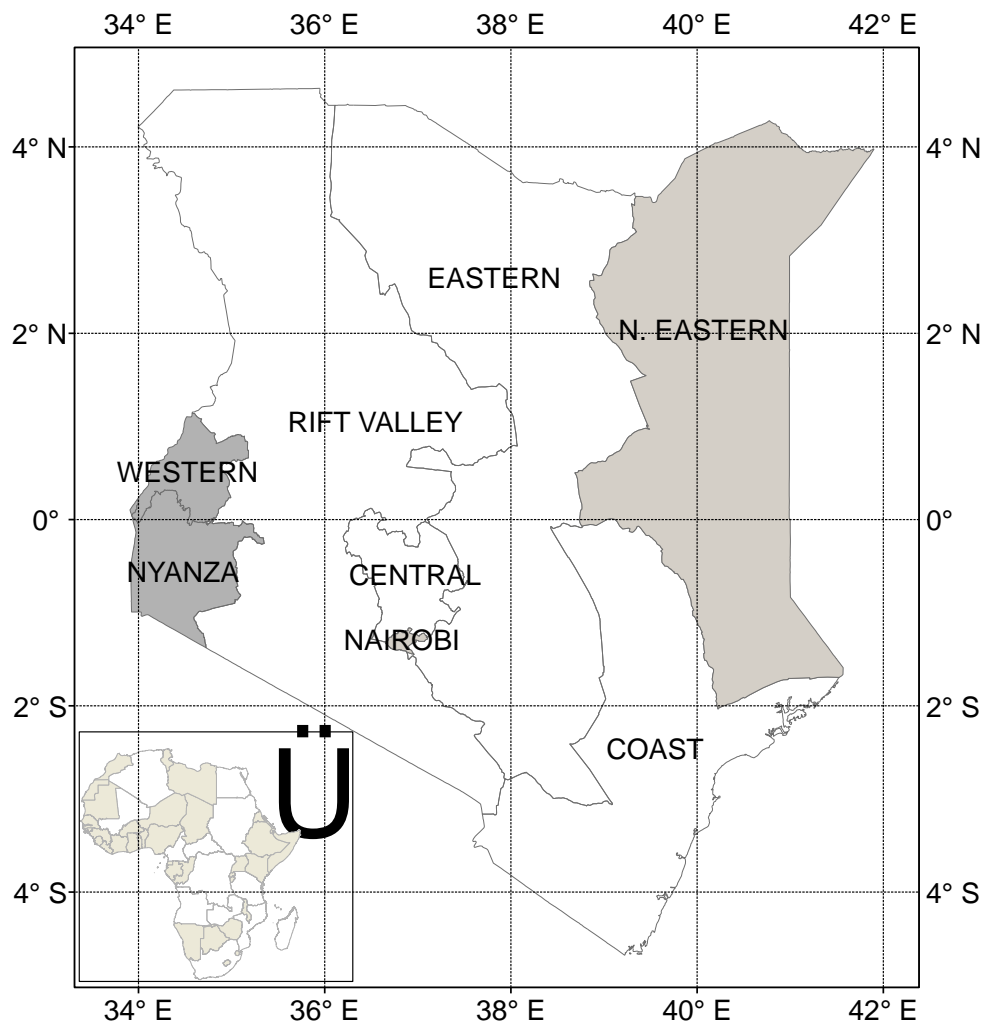 34° E 36° E 38° E 40° E 42° E
4° N 4° N
EASTERN
2° N N. EASTERN 2° N
RIFT VALLEY
WESTERN
0° 0°
NYANZA CENTRAL
NAIROBI
2° S 2° S
COAST
Ü
4° S 4° S
34° E 36° E 38° E 40° E 42° E